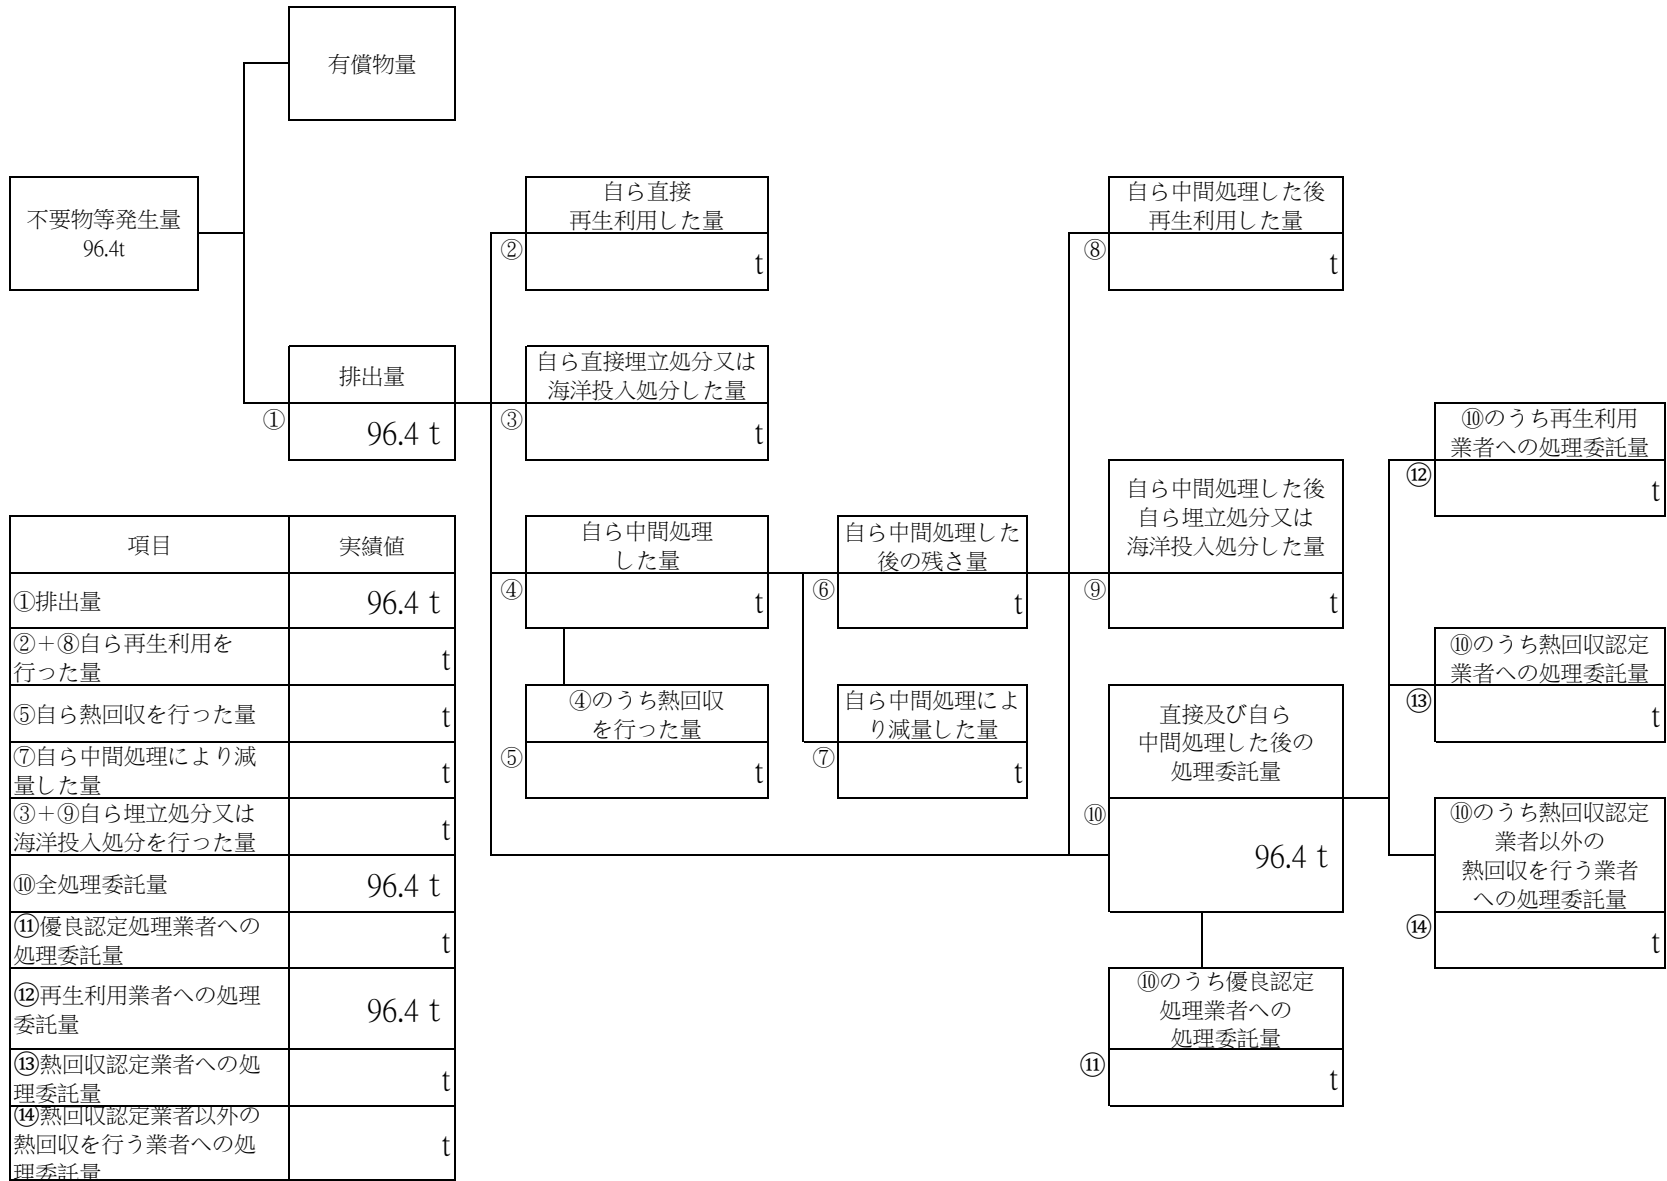 有償物量
不要物等発生量
96.4t
排出量
①
96.4 t
自ら直接
再生利用した量
②
t
自ら直接埋立処分又は
海洋投入処分した量
③
t
自ら中間処理
した量
④
t
④のうち熱回収
を行った量
⑤
t
自ら中間処理した
後の残さ量
⑥
t
自ら中間処理によ
り減量した量
⑦
t
自ら中間処理した後
再生利用した量
⑧
t
自ら中間処理した後
自ら埋立処分又は
海洋投入処分した量
⑨
t
直接及び自ら
中間処理した後の
処理委託量
⑩
96.4 t
⑩のうち優良認定
処理業者への
処理委託量
⑪
t
⑩のうち再生利用
業者への処理委託量
⑫
t
⑩のうち熱回収認定
業者への処理委託量
⑬
t
⑩のうち熱回収認定
業者以外の
熱回収を行う業者
への処理委託量
⑭
t
項目 実績値
①排出量 96.4 t
②＋⑧自ら再生利用を
行った量
t
⑤自ら熱回収を行った量 t
⑦自ら中間処理により減
量した量
t
③＋⑨自ら埋立処分又は
海洋投入処分を行った量
t
⑩全処理委託量 96.4 t
⑪優良認定処理業者への
処理委託量
t
⑫再生利用業者への処理
委託量
96.4 t
⑬熱回収認定業者への処
理委託量
t
⑭熱回収認定業者以外の
熱回収を行う業者への処
理委託量
t